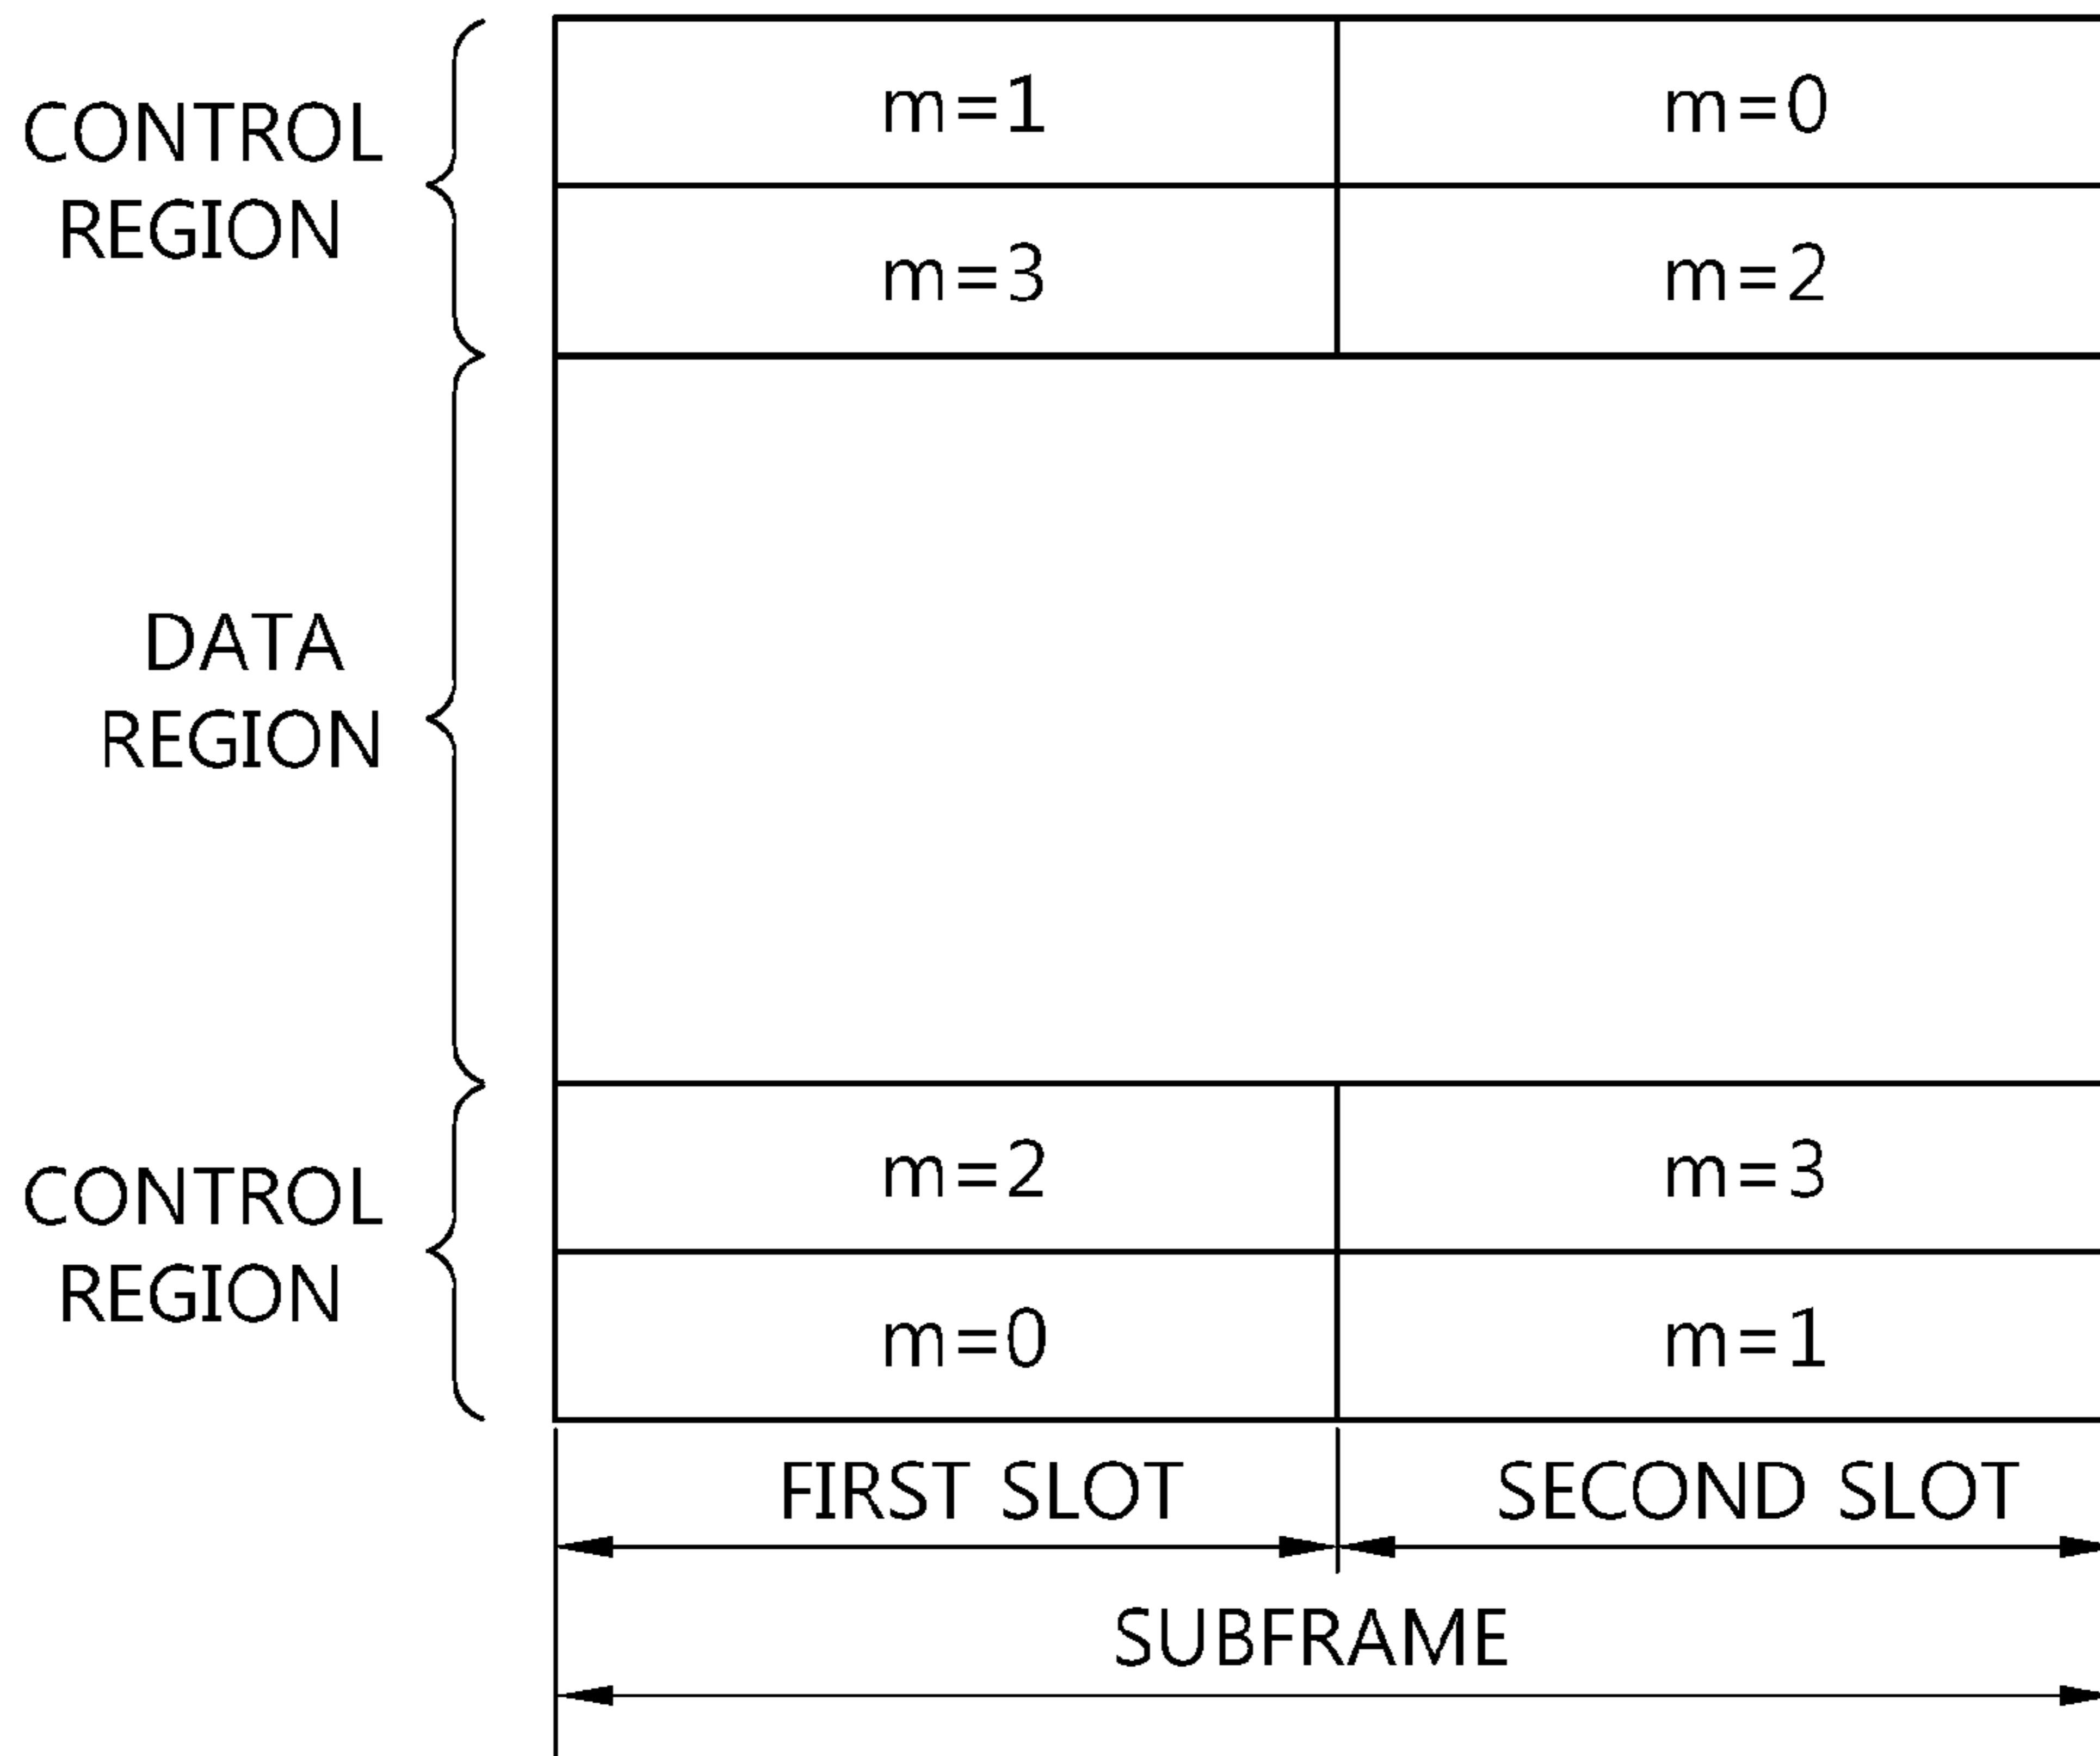 m=1 m=0
CONTROL
REGION
m=3 m=2
DATA
REGION
m=2 m=3
CONTROL
REGION
m=0 m=1
FIRST SLOT SECOND SLOT
SUBFRAME